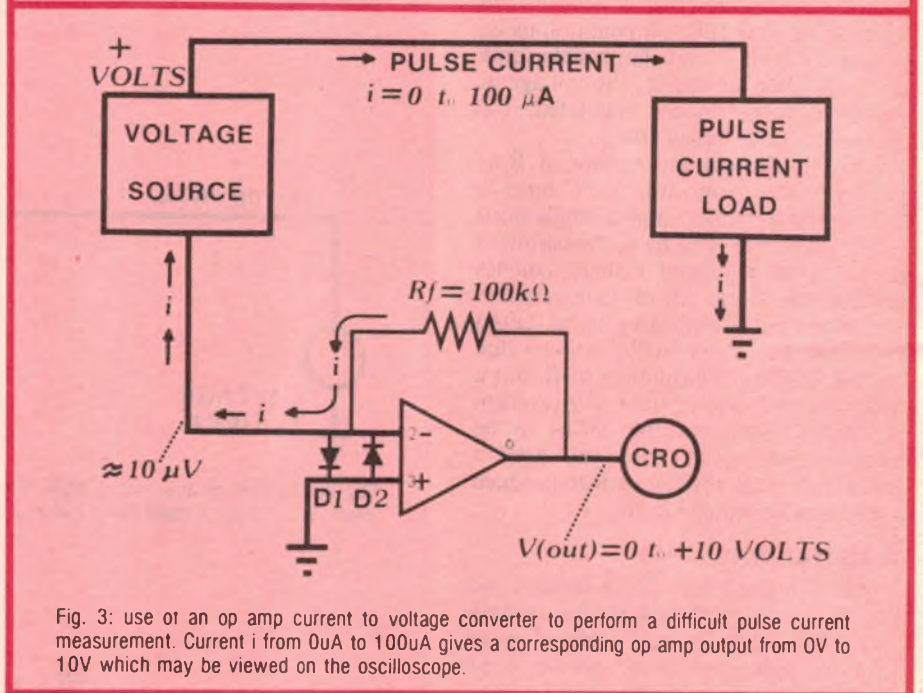 +
VOLTS
→ PULSE CURRENT →
i = 0 to 100 μA
VOLTAGE
SOURCE
PULSE
CURRENT
LOAD
i
i
Rf = 100kΩ
i
← i ←
2-
≈10 μV
D1 D2
3+
6
CRO
V(out)=0 to +10 VOLTS
Fig. 3: use of an op amp current to voltage converter to perform a difficult pulse current
measurement. Current i from 0uA to 100uA gives a corresponding op amp output from 0V to
10V which may be viewed on the oscilloscope.